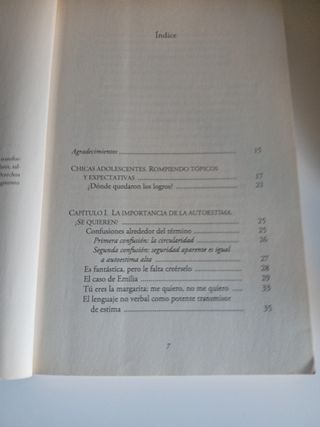 Índice
Agradecimientos 15
CHICAS ADOLESCENTES. ROMPIENDO TÓPICOS
Y EXPECTATIVAS 17
¿Dónde quedaron los logros? 21
CAPÍTULO I. LA IMPORTANCIA DE LA AUTOESTIMA.
¿SE QUIEREN? 25
Confusiones alrededor del término 25
Primera confusión: la circularidad 26
Segunda confusión: seguridad aparente es igual
a autoestima alta 27
Es fantástica, pero le falta creérselo 28
El caso de Emilia 29
Tú eres la margarita: me quiero, no me quiero 33
El lenguaje no verbal como potente transmisor
de estima 35
7